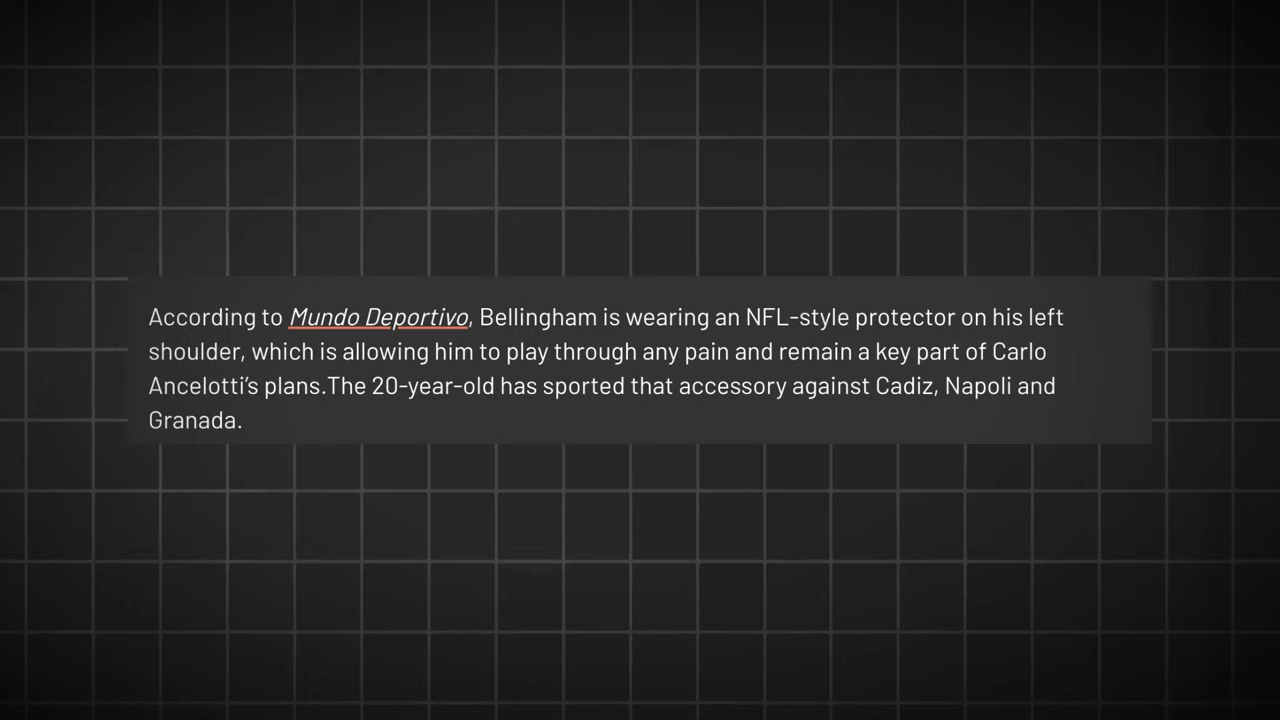 According to Mundo Deportivo, Bellingham is wearing an NFL-style protector on his left
shoulder, which is allowing him to play through any pain and remain a key part of Carlo
Ancelotti's plans.The 20-year-old has sported that accessory against Cadiz, Napoli and
Granada.